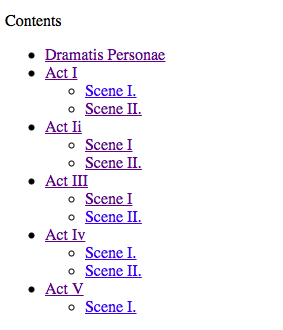 Contents
Dramatis Personae
Act I
Scene I.
Scene II.
Act Ii
Scene I
Scene II.
Act III
Scene I
Scene II.
Act Iv
Scene I.
Scene II.
Act V
Scene I.